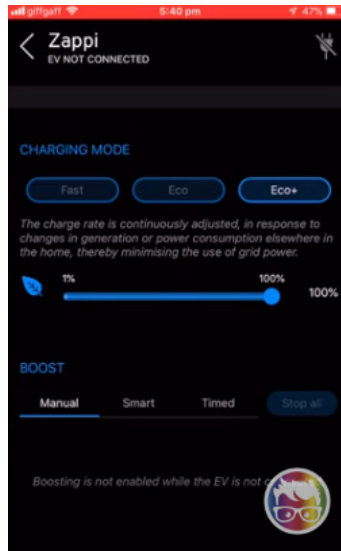 giffgaff 5:40 pm 47%
Zappi
EV NOT CONNECTED
CHARGING MODE
Fast Eco Eco+
The charge rate is continuously adjusted, in response to
changes in generation or power consumption elsewhere in
the home, thereby minimising the use of grid power.
1% 100%
100%
BOOST
Manual Smart Timed Stop all
Boosting is not enabled while the EV is not